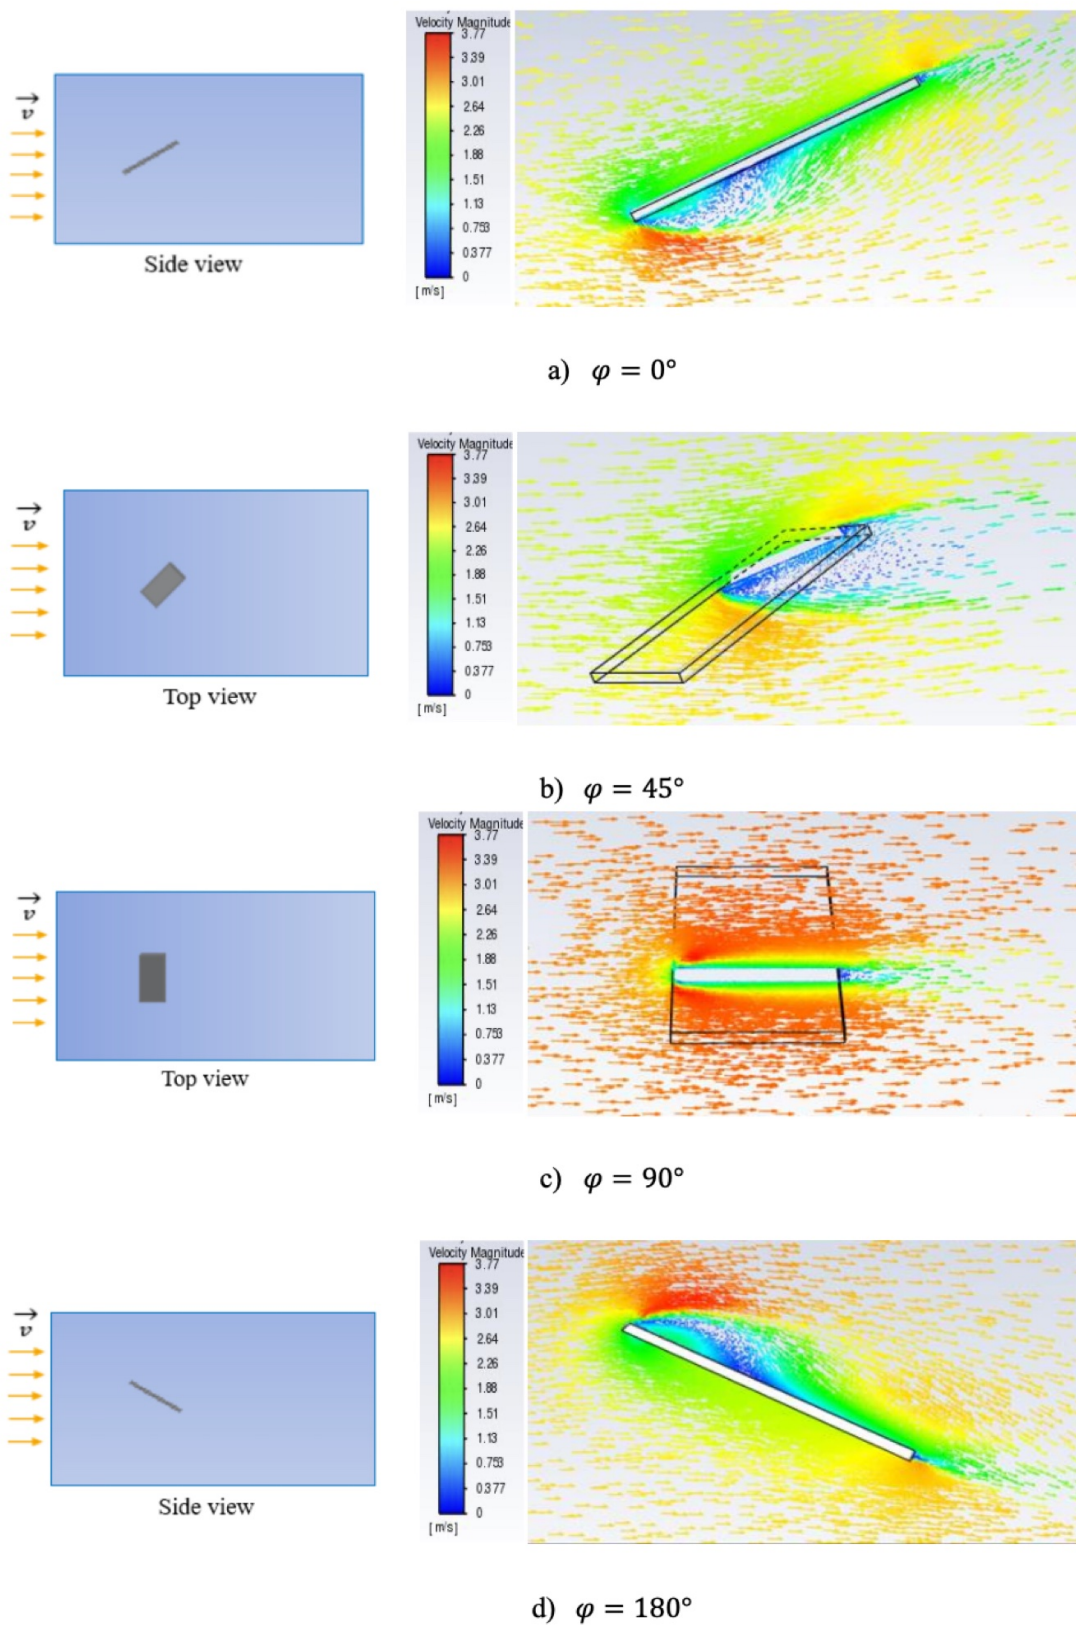 Velocity Magnitude
3.77
3.39
3.01
2.64
2.26
1.88
1.51
1.13
0.753
0.377
0
[ m/s]
v
Side view
a) φ = 0°
Velocity Magnitude
3.77
3.39
3.01
2.64
2.26
1.88
1.51
1.13
0.753
0.377
0
[ m/s]
v
Top view
b) φ = 45°
Velocity Magnitude
3.77
3.39
3.01
2.64
2.26
1.88
1.51
1.13
0.753
0.377
0
[ m/s]
v
Top view
c) φ = 90°
Velocity Magnitude
3.77
3.39
3.01
2.64
2.26
1.88
1.51
1.13
0.753
0.377
0
[ m/s]
v
Side view
d) φ = 180°